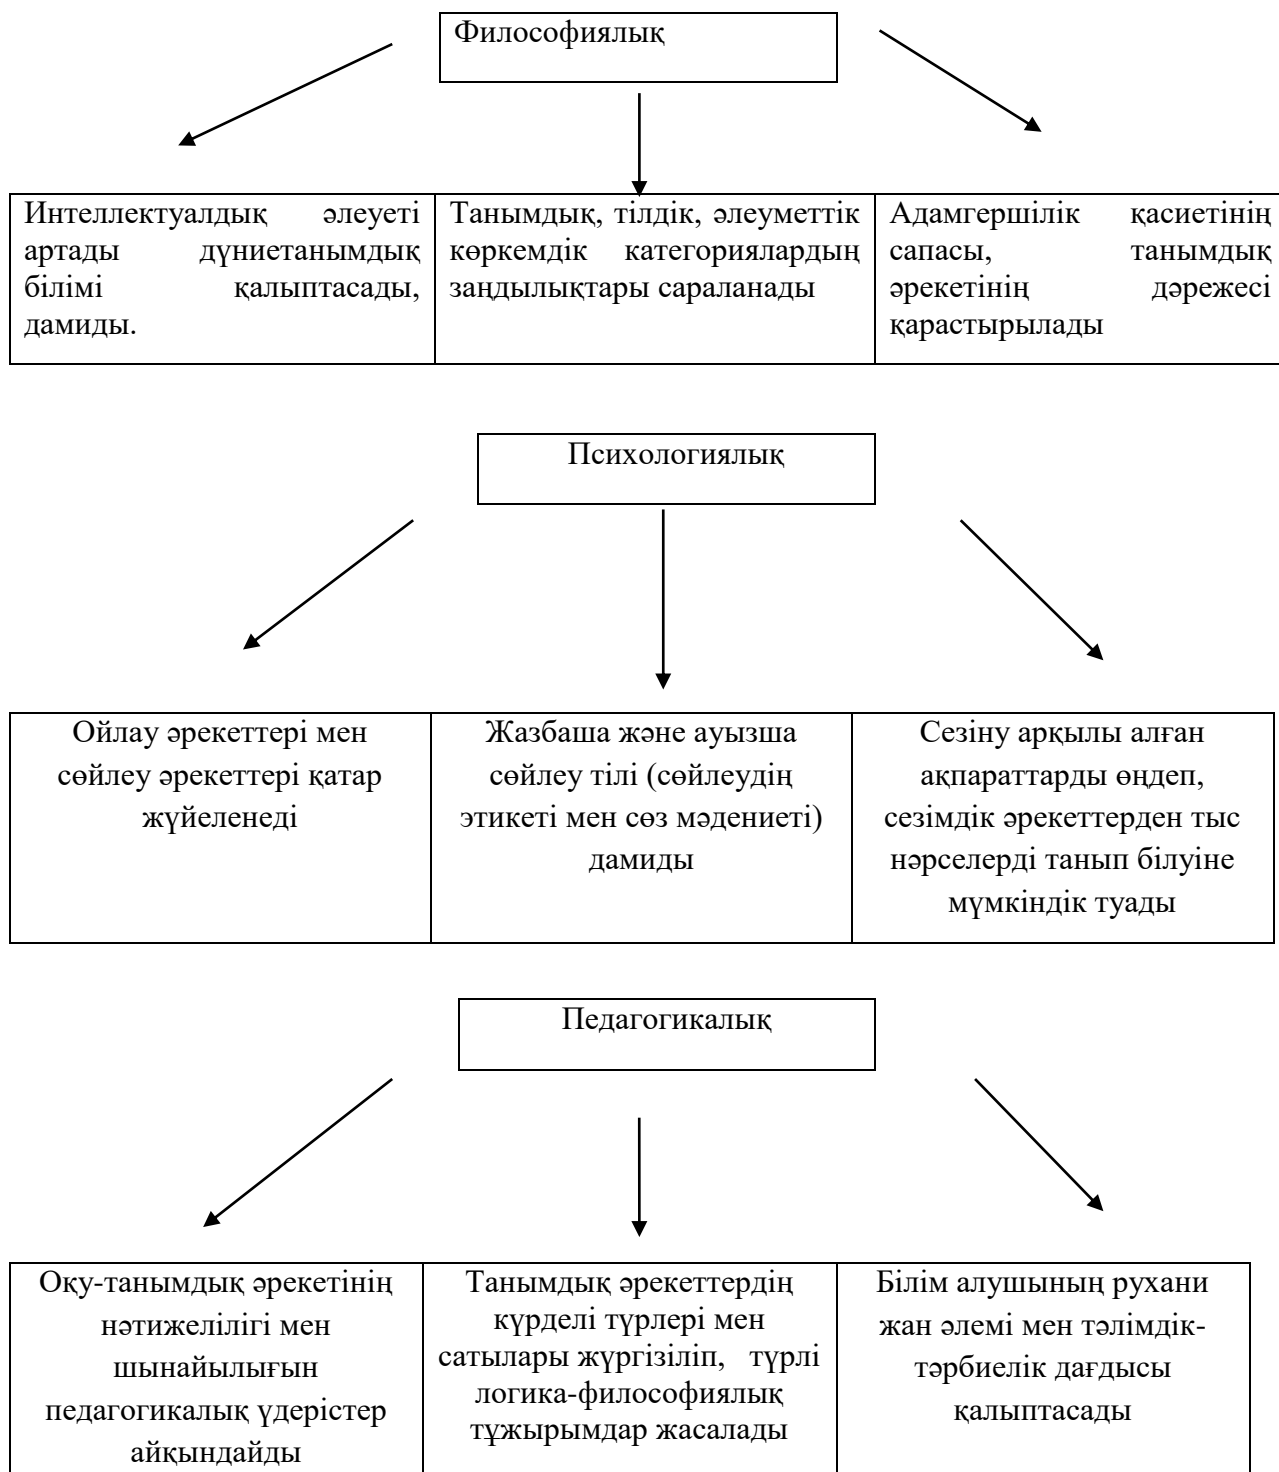 Философиялық
Интеллектуалдық әлеуеті
артады дүниетанымдық
білімі қалыптасады,
дамиды.
Танымдық, тілдік, әлеуметтік
көркемдік категориялардың
заңдылықтары сараланады
Адамгершілік қасиетінің
сапасы, танымдық
әрекетінің дәрежесі
қарастырылады
Психологиялық
Ойлау әрекеттері мен
сөйлеу әрекеттері қатар
жүйеленеді
Жазбаша және ауызша
сөйлеу тілі (сөйлеудің
этикеті мен сөз мәдениеті)
дамиды
Сезіну арқылы алған
ақпараттарды өңдеп,
сезімдік әрекеттерден тыс
нәрселерді танып білуіне
мүмкіндік туады
Педагогикалық
Оқу-танымдық әрекетінің
нәтижелілігі мен
шынайылығын
педагогикалық үдерістер
айқындайды
Танымдық әрекеттердің
күрделі түрлері мен
сатылары жүргізіліп, түрлі
логика-философиялық
тұжырымдар жасалады
Білім алушының рухани
жан әлемі мен тәлімдік-
тәрбиелік дағдысы
қалыптасады